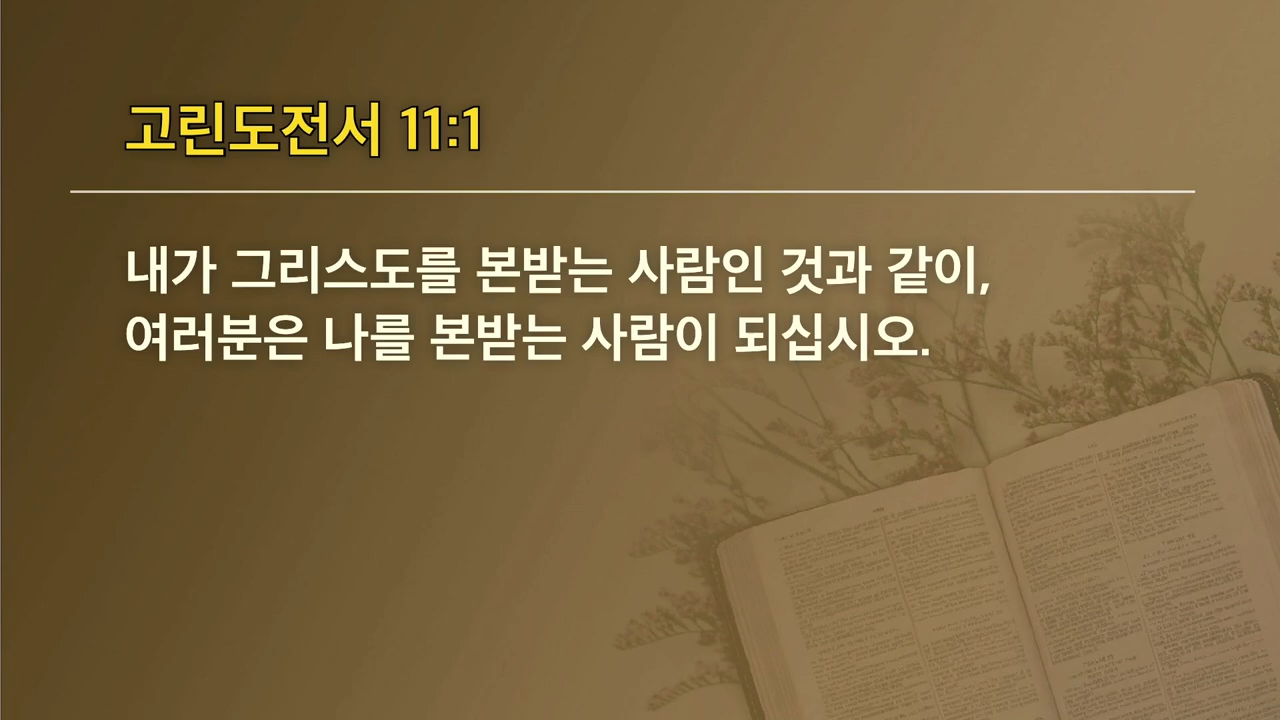 고린도전서 11:1
내가 그리스도를 본받는 사람인 것과 같이,
여러분은 나를 본받는 사람이 되십시오.